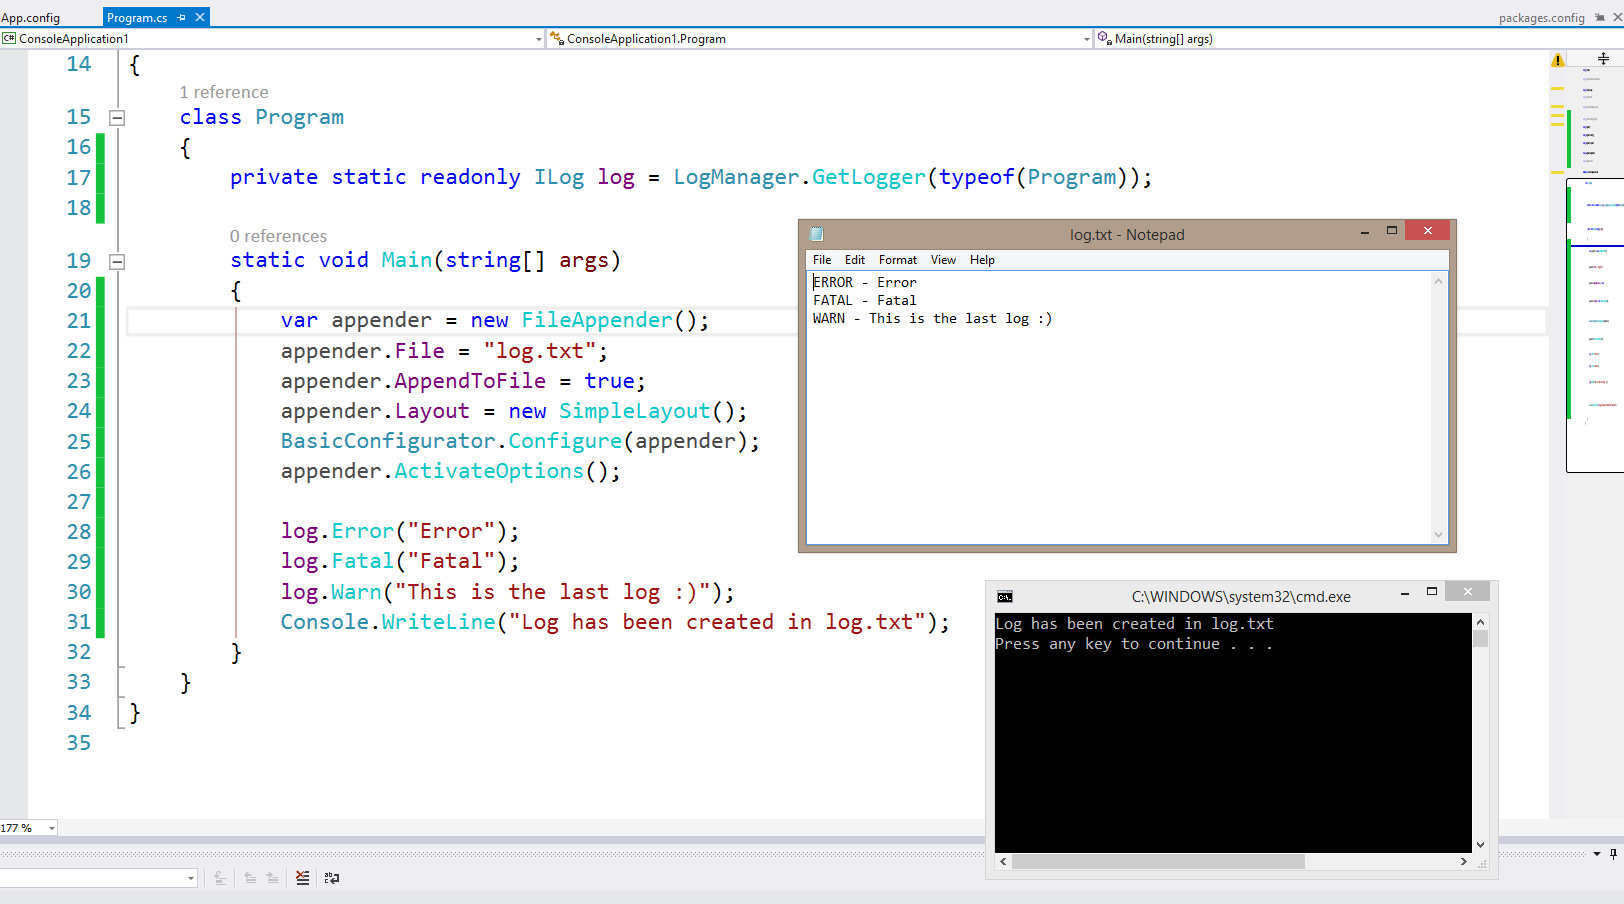 App.config
Program.cs
packages.config
C# ConsoleApplication1
ConsoleApplication1.Program
Main(string[] args)
14 {
1 reference
15 class Program
16 {
17 private static readonly ILog log = LogManager.GetLogger(typeof(Program));
18
0 references
19 static void Main(string[] args)
20 {
21 var appender = new FileAppender();
22 appender.File = "log.txt";
23 appender.AppendToFile = true;
24 appender.Layout = new SimpleLayout();
25 BasicConfigurator.Configure(appender);
26 appender.ActivateOptions();
27
28 log.Error("Error");
29 log.Fatal("Fatal");
30 log.Warn("This is the last log :)");
31 Console.WriteLine("Log has been created in log.txt");
32 }
33 }
34 }
35
177 %
log.txt - Notepad
File Edit Format View Help
ERROR - Error
FATAL - Fatal
WARN - This is the last log :)
C:\WINDOWS\system32\cmd.exe
Log has been created in log.txt
Press any key to continue . . .